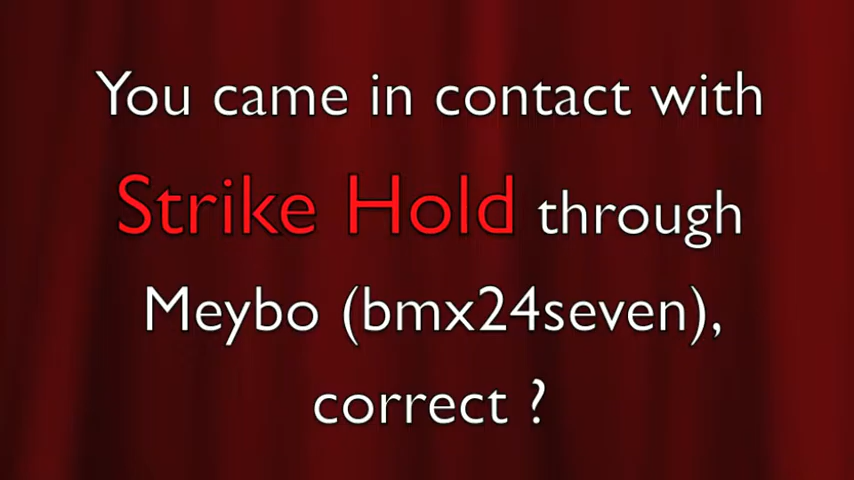 You came in contact with
Strike Hold through
Meybo (bmx24seven),
correct ?